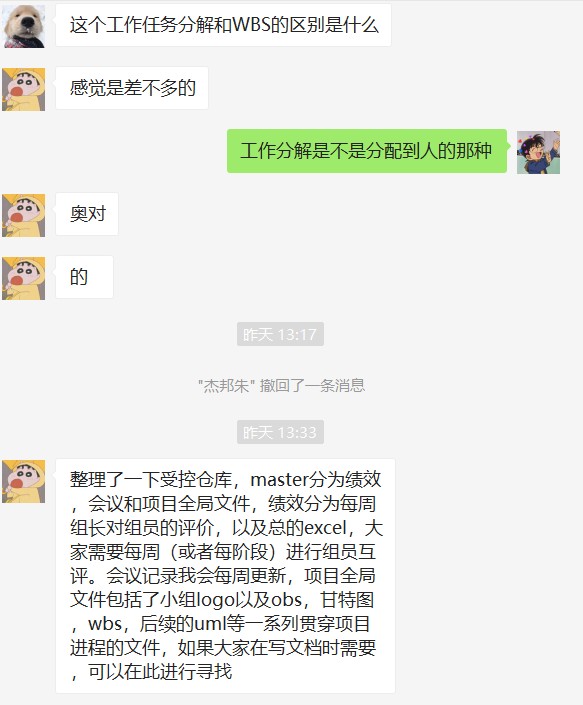 这个工作任务分解和WBS的区别是什么
感觉是差不多的
工作分解是不是分配到人的那种
奥对
的
昨天 13:17
"杰邦朱" 撤回了一条消息
昨天 13:33
整理了一下受控仓库，master分为绩效
，会议和项目全局文件，绩效分为每周
组长对组员的评价，以及总的excel，大
家需要每周（或者每阶段）进行组员互
评。会议记录我会每周更新，项目全局
文件包括了小组logo以及obs，甘特图
，wbs，后续的uml等一系列贯穿项目
进程的文件，如果大家在写文档时需要
，可以在此进行寻找